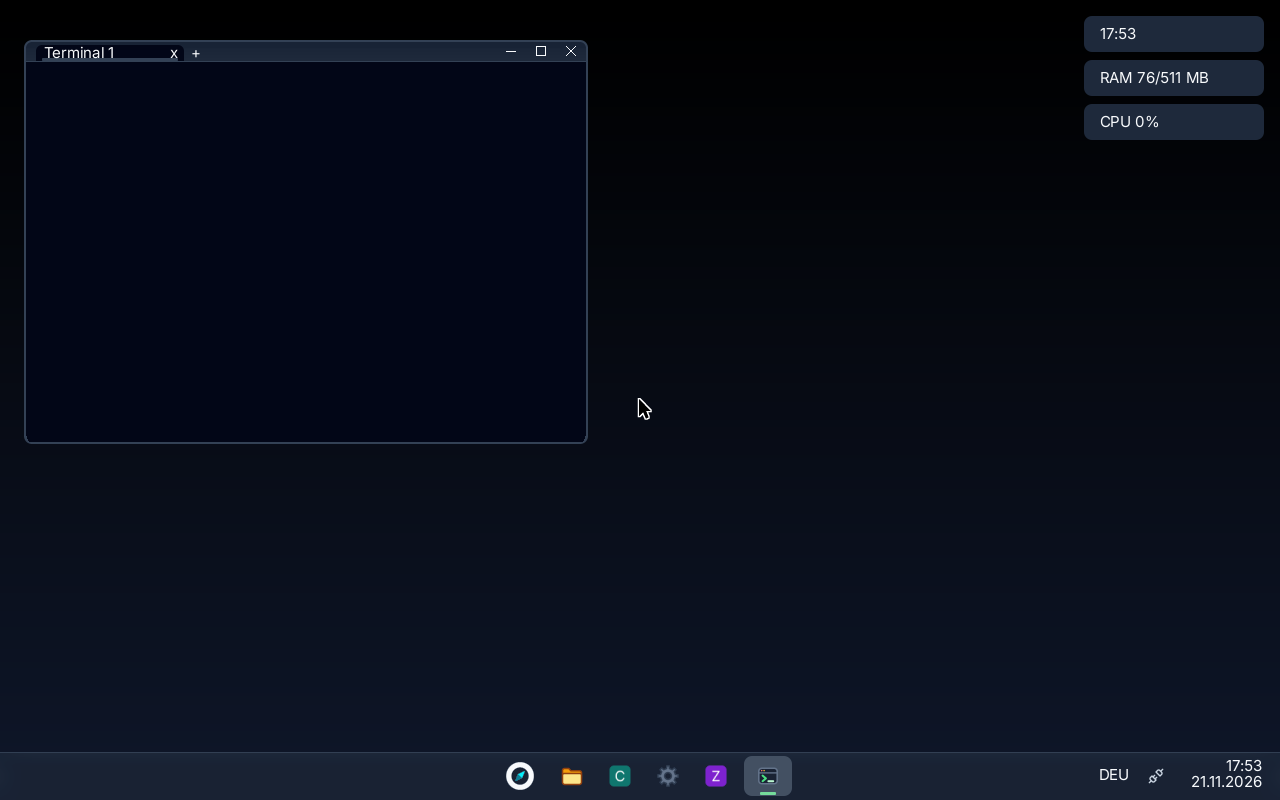 Terminal 1 x +
17:53
RAM 76/511 MB
CPU 0%
C
Z
DEU
17:53
21.11.2026